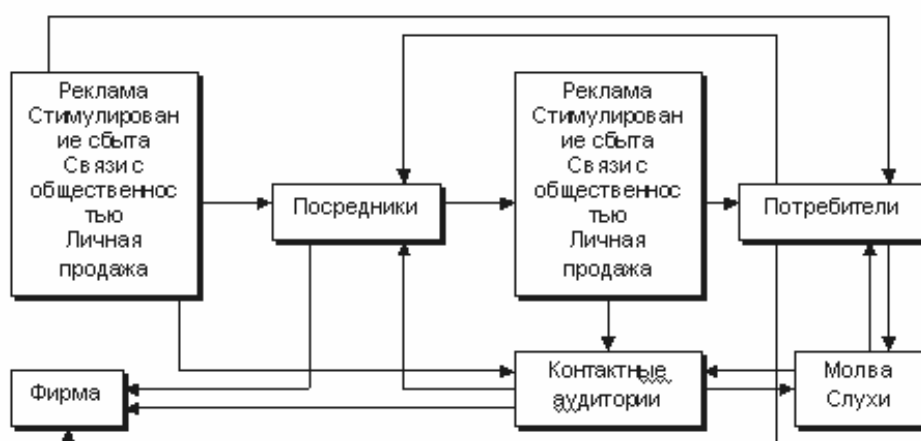 Реклама
Стимулирован
ие сбыта
Связи с
общественнос
тью
Личная
продажа
Посредники
Реклама
Стимулирован
ие сбыта
Связи с
общественнос
тью
Личная
продажа
Потребители
Фирма
Контактные
аудитории
Молва
Слухи